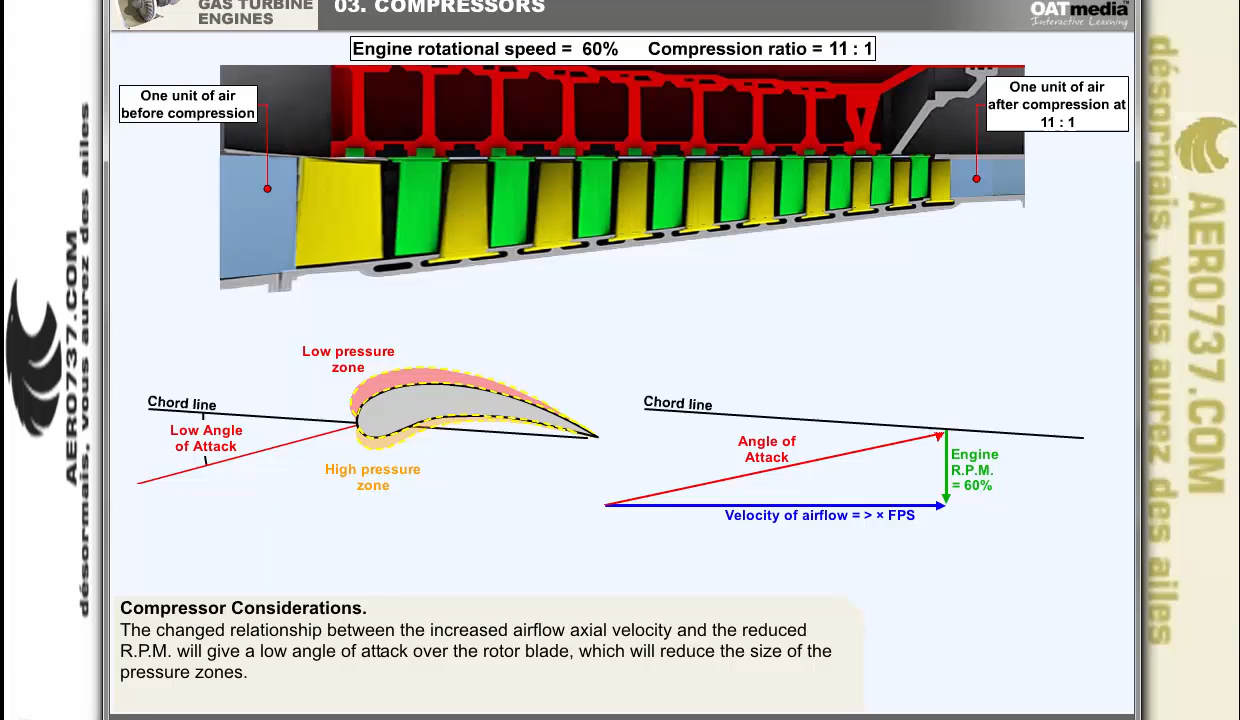 GAS TURBINE
ENGINES
03. COMPRESSORS
OATmedia™
Interactive Learning
Engine rotational speed = 60% Compression ratio = 11 : 1
One unit of air
before compression
One unit of air
after compression at
11 : 1
Low pressure
zone
Chord line
Low Angle
of Attack
High pressure
zone
Chord line
Angle of
Attack
Engine
R.P.M.
= 60%
Velocity of airflow = > × FPS
Compressor Considerations.
The changed relationship between the increased airflow axial velocity and the reduced
R.P.M. will give a low angle of attack over the rotor blade, which will reduce the size of the
pressure zones.
AERO737.COM
désormais, vous aurez des ailes
AERO737.COM
désormais, vous aurez des ailes